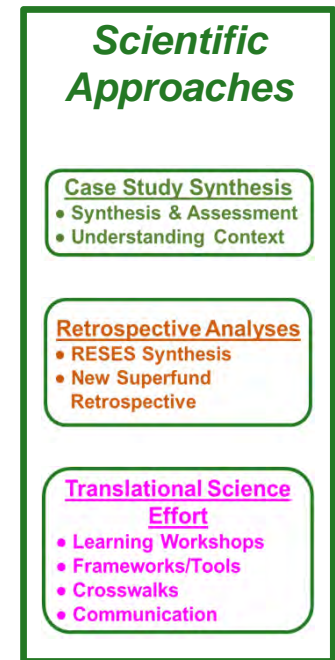 Scientific
Approaches
Case Study Synthesis
● Synthesis & Assessment
● Understanding Context
Retrospective Analyses
● RESES Synthesis
● New Superfund
Retrospective
Translational Science
Effort
● Learning Workshops
● Frameworks/Tools
● Crosswalks
● Communication